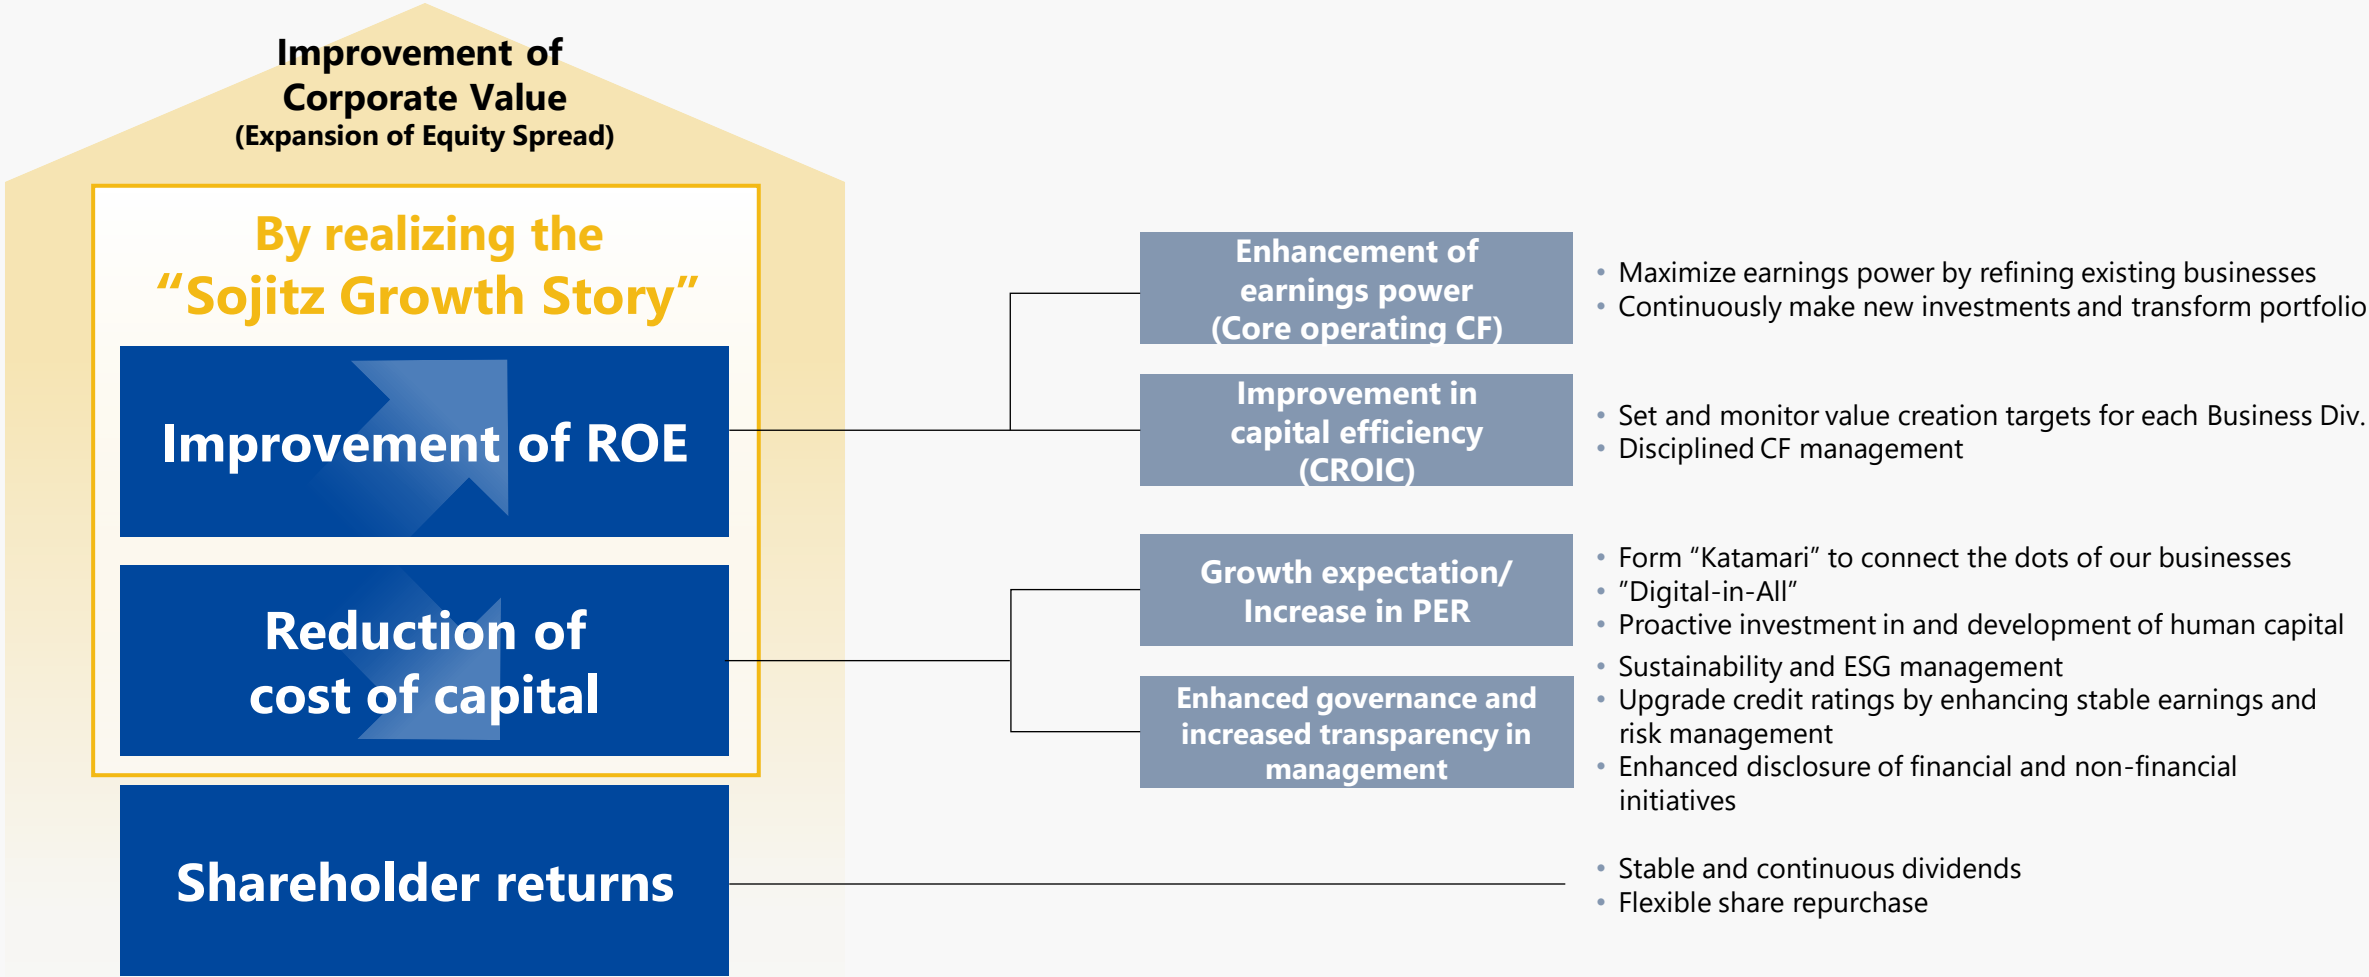 Improvement of
Corporate Value
(Expansion of Equity Spread)
By realizing the
“Sojitz Growth Story”
Improvement of ROE
Enhancement of
earnings power
(Core operating CF)
• Maximize earnings power by refining existing businesses
• Continuously make new investments and transform portfolio
Improvement in
capital efficiency
(CROIC)
• Set and monitor value creation targets for each Business Div.
• Disciplined CF management
Reduction of
cost of capital
Growth expectation/
Increase in PER
• Form “Katamari” to connect the dots of our businesses
• ”Digital-in-All”
• Proactive investment in and development of human capital
Enhanced governance and
increased transparency in
management
• Sustainability and ESG management
• Upgrade credit ratings by enhancing stable earnings and
risk management
• Enhanced disclosure of financial and non-financial
initiatives
Shareholder returns
• Stable and continuous dividends
• Flexible share repurchase